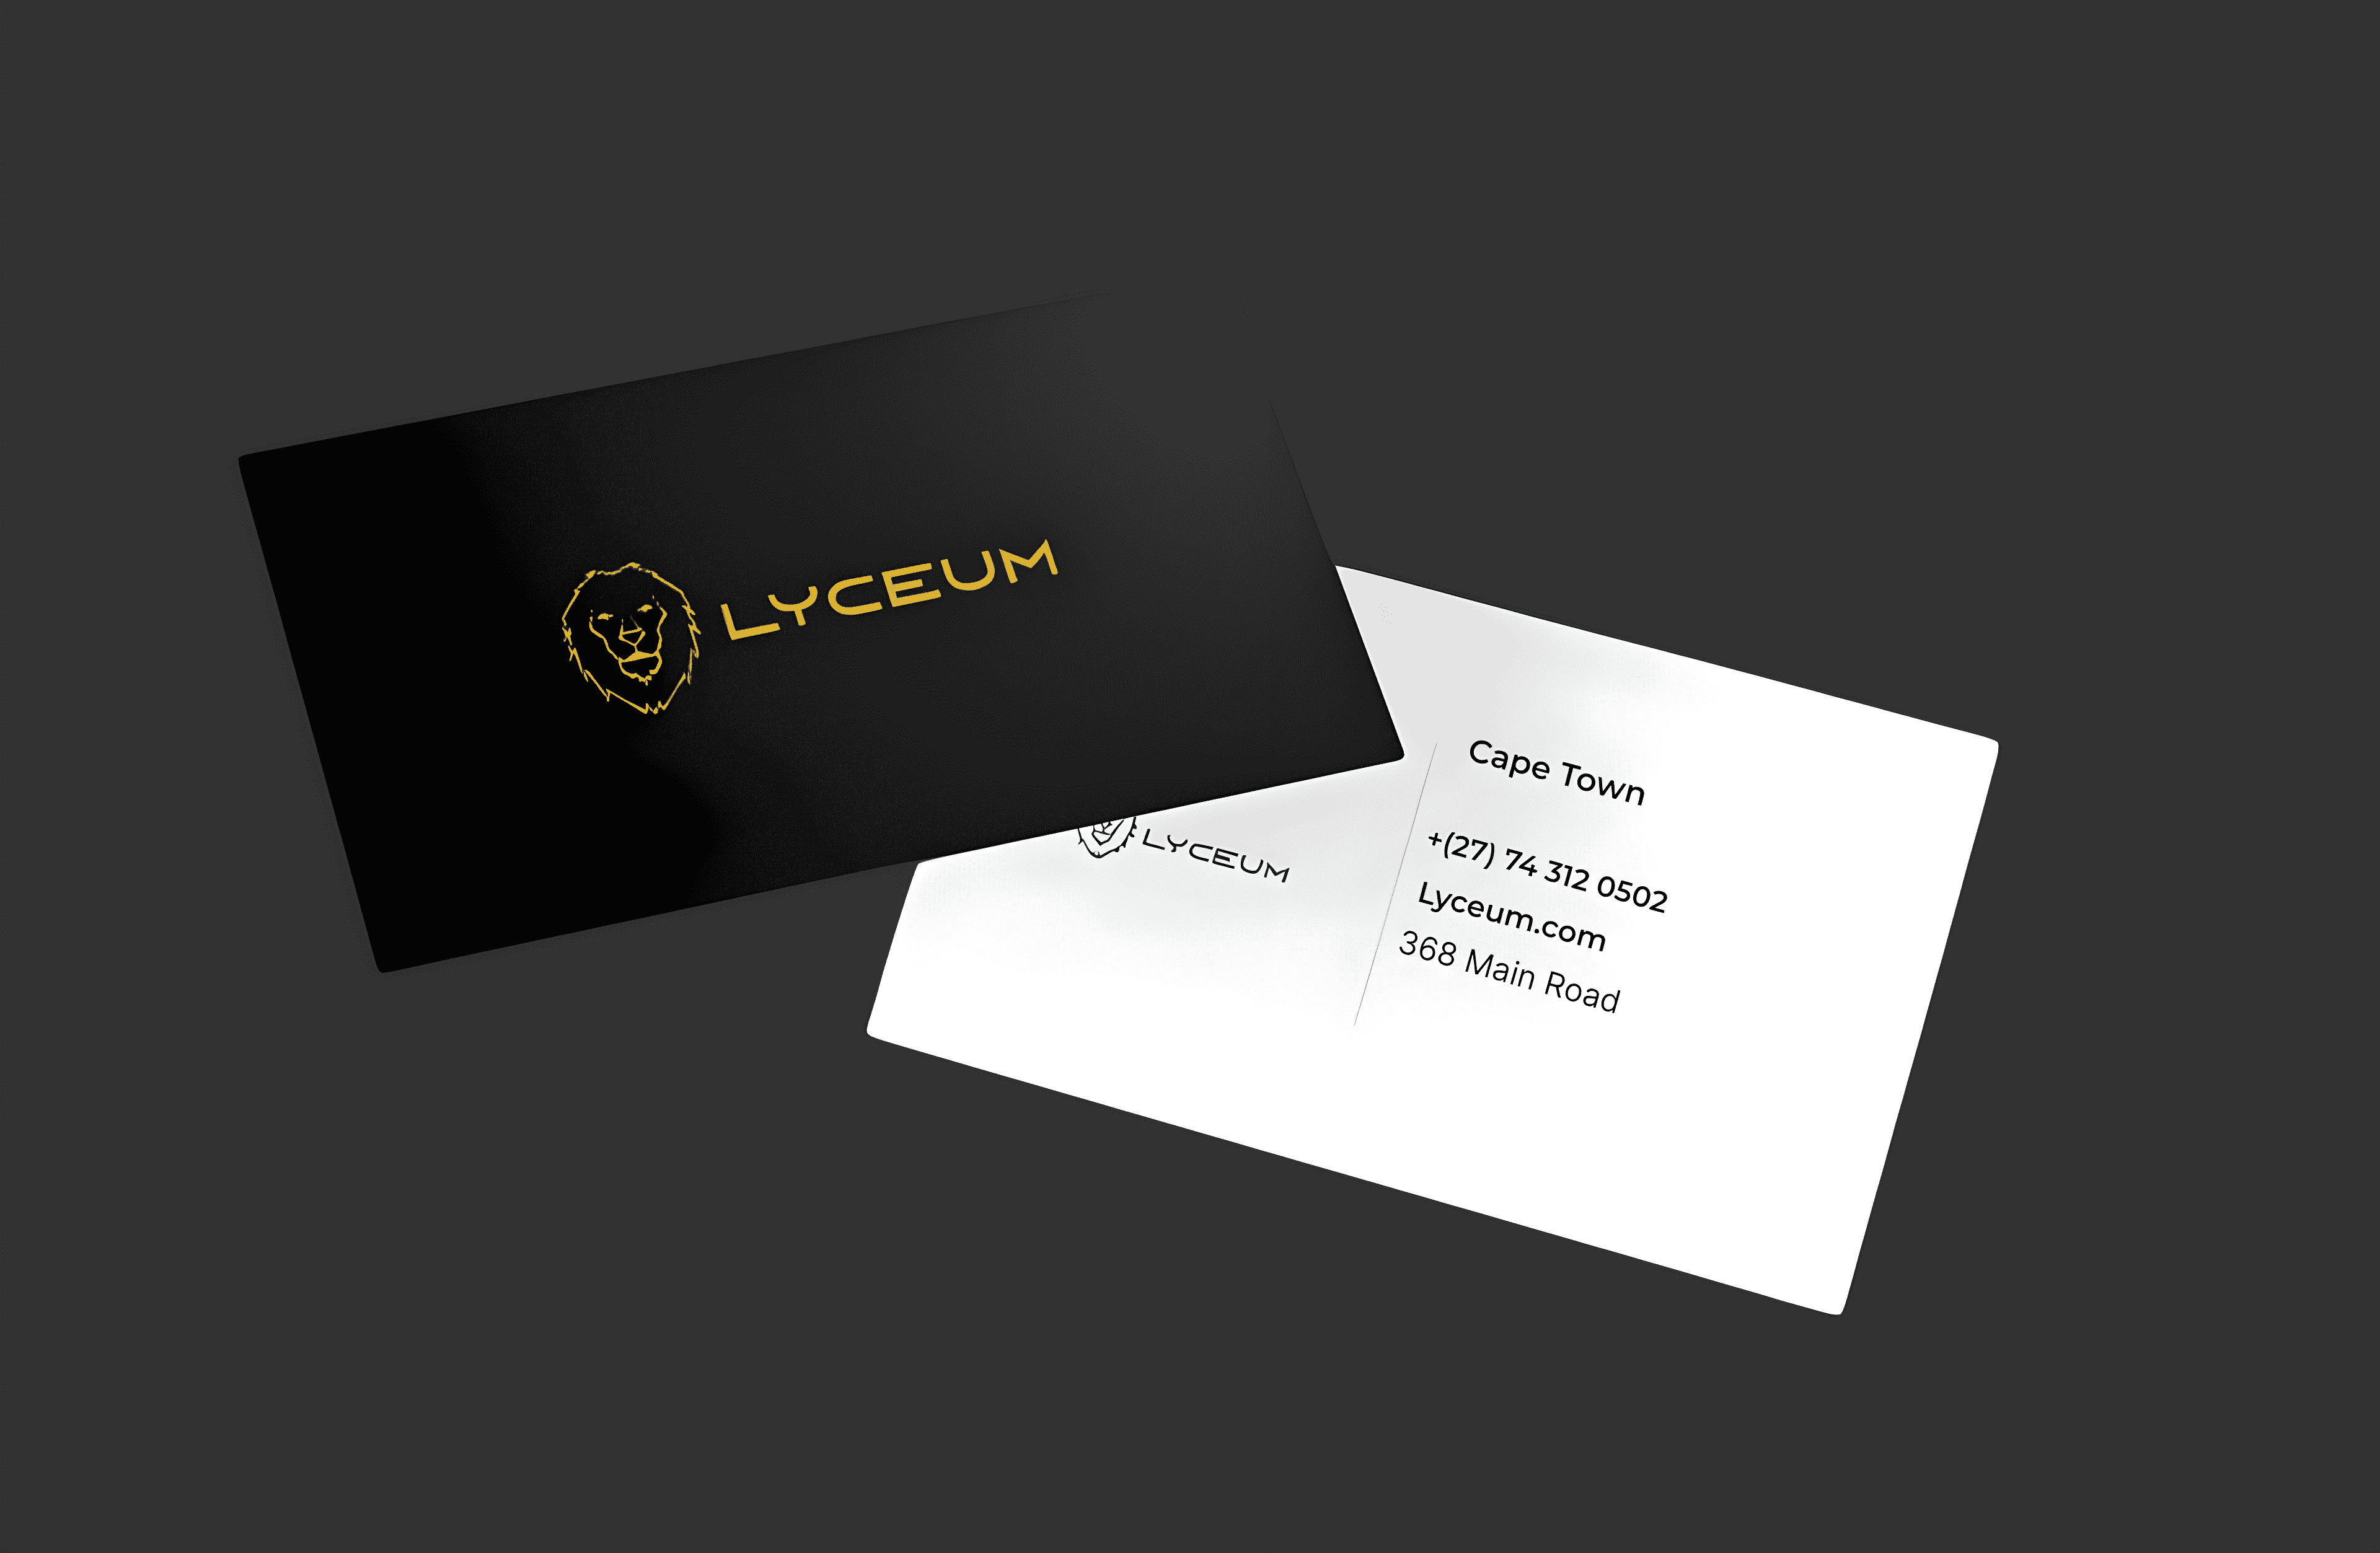 LYCEUM
LYCEUM
Cape Town
+(27) 74 312 0502
Lyceum.com
368 Main Road